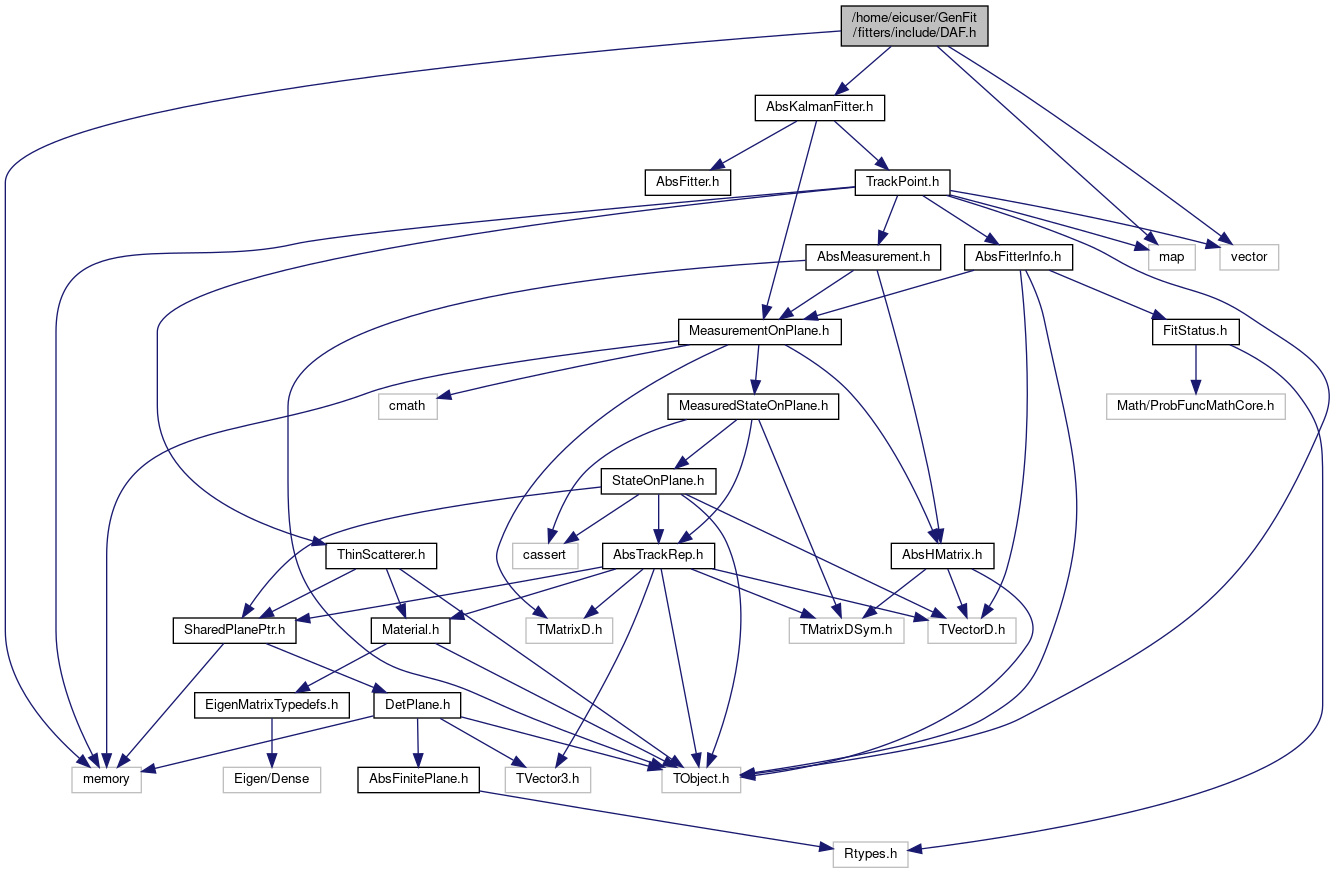 /home/eicuser/GenFit
/fitters/include/DAF.h
AbsKalmanFitter.h
AbsFitter.h
TrackPoint.h
AbsMeasurement.h
AbsFitterInfo.h
map
vector
MeasurementOnPlane.h
FitStatus.h
cmath
MeasuredStateOnPlane.h
Math/ProbFuncMathCore.h
StateOnPlane.h
ThinScatterer.h
cassert
AbsTrackRep.h
AbsHMatrix.h
SharedPlanePtr.h
Material.h
TMatrixD.h
TMatrixDSym.h
TVectorD.h
EigenMatrixTypedefs.h
DetPlane.h
memory
Eigen/Dense
AbsFinitePlane.h
TVector3.h
TObject.h
Rtypes.h